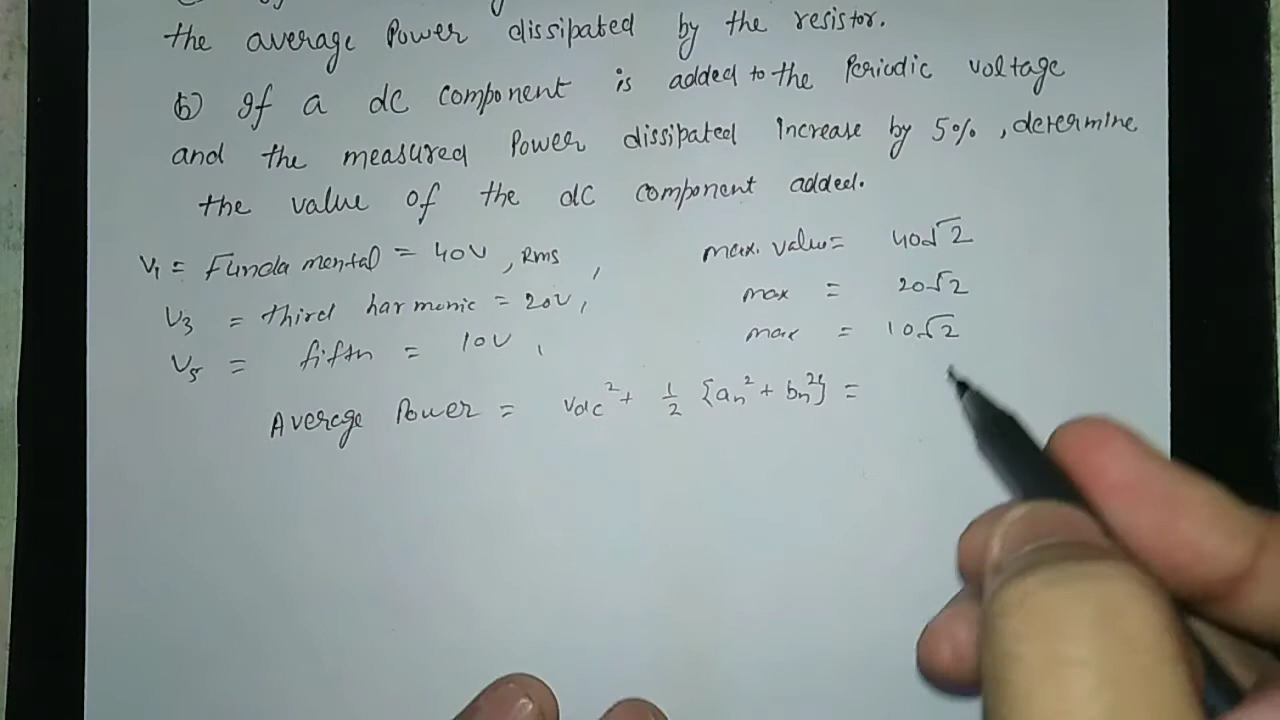 the average Power dissipated by the resistor.
(b) If a dc component is added to the Periodic voltage
and the measured Power dissipated Increase by 5%, determine
the value of the dc component added.
V₁ = Fundamental = 40V, Rms, max. value = 40√2
V₃ = third harmonic = 20V, max = 20√2
V₅ = fifth = 10V, max = 10√2
Average Power = Vdc² + 1/2 {aₙ² + bₙ²} =